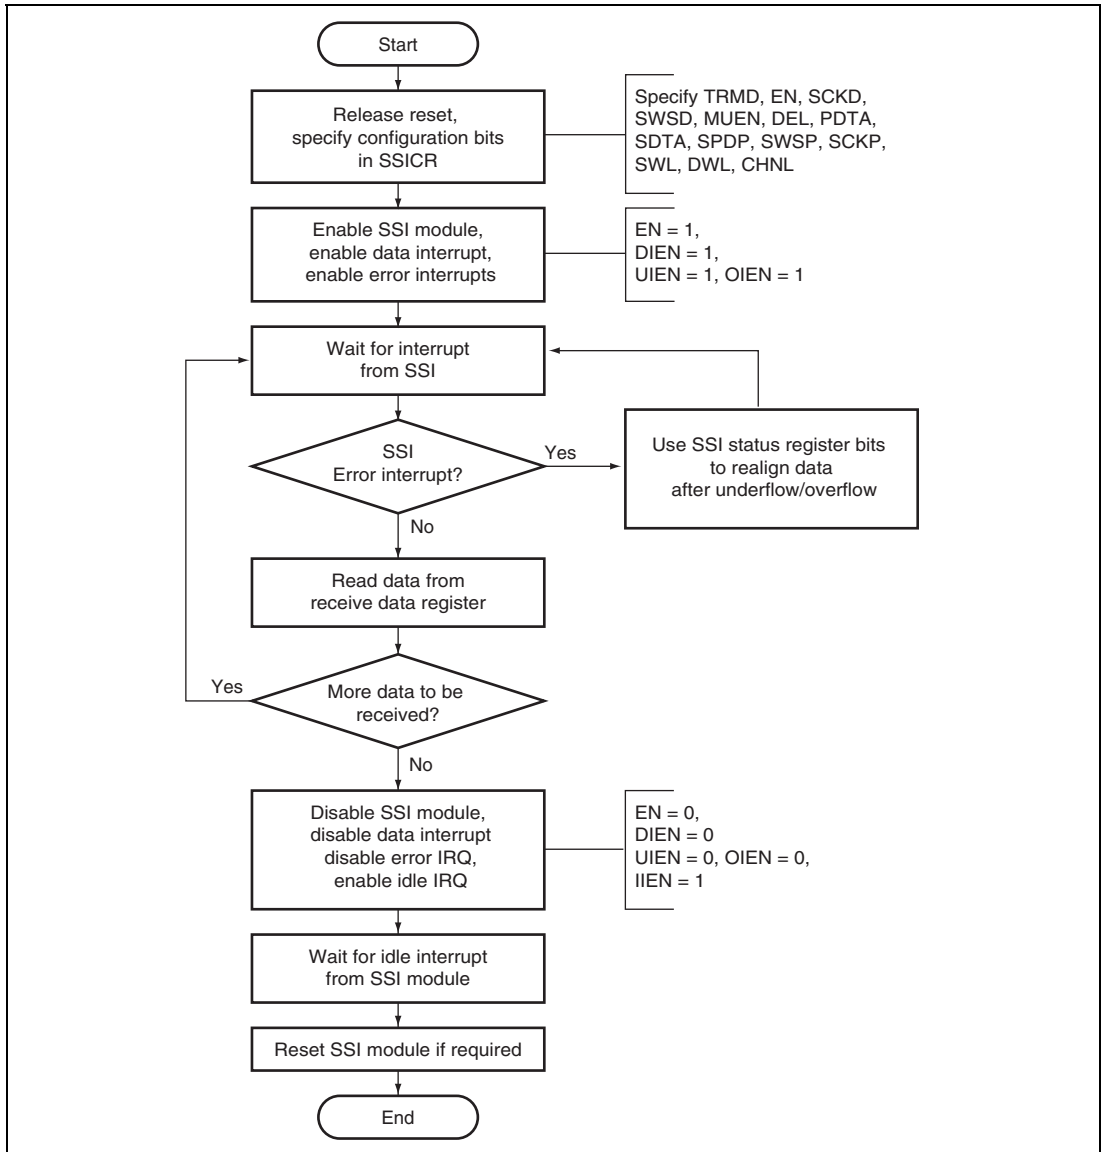 Start
Release reset,
specify configuration bits
in SSICR
Specify TRMD, EN, SCKD,
SWSD, MUEN, DEL, PDTA,
SDTA, SPDP, SWSP, SCKP,
SWL, DWL, CHNL
Enable SSI module,
enable data interrupt,
enable error interrupts
EN = 1,
DIEN = 1,
UIEN = 1, OIEN = 1
Wait for interrupt
from SSI
SSI
Error interrupt?
Yes
Use SSI status register bits
to realign data
after underflow/overflow
No
Read data from
receive data register
More data to be
received?
Yes
No
Disable SSI module,
disable data interrupt
disable error IRQ,
enable idle IRQ
EN = 0,
DIEN = 0
UIEN = 0, OIEN = 0,
IIEN = 1
Wait for idle interrupt
from SSI module
Reset SSI module if required
End